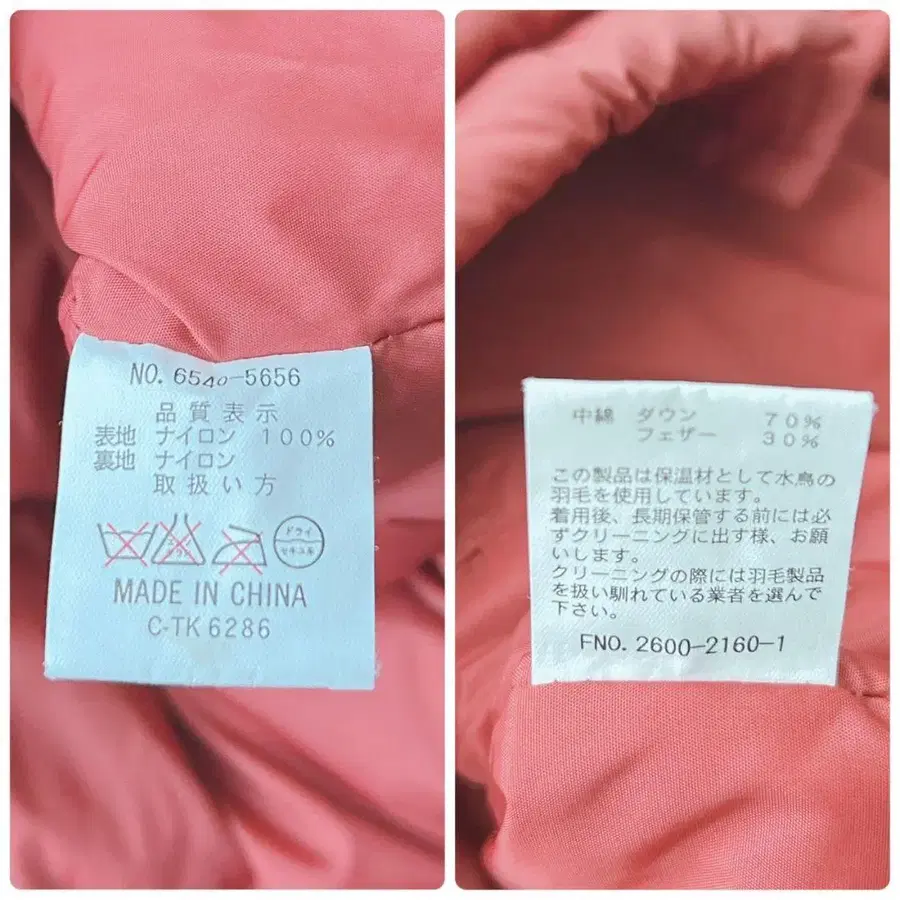 NO. 6540-5656
品質表示
表地 ナイロン 100%
裏地 ナイロン
取扱い方
エンソ サラシ
ドライ
セキユ系
MADE IN CHINA
C-TK 6286
中綿 ダウン 70%
フェザー 30%
この製品は保温材として水鳥の
羽毛を使用しています。
着用後、長期保管する前には必
ずクリーニングに出す様、お願
いします。
クリーニングの際には羽毛製品
を扱い馴れている業者を選んで
下さい。
FNO. 2600-2160-1